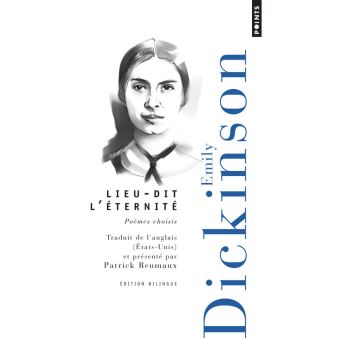 POINTS
Emily
Dickinson
LIEU-DIT
L'ÉTERNITÉ
Poèmes choisis
Traduit de l'anglais
(États-Unis)
et présenté par
Patrick Reumaux
ÉDITION BILINGUE